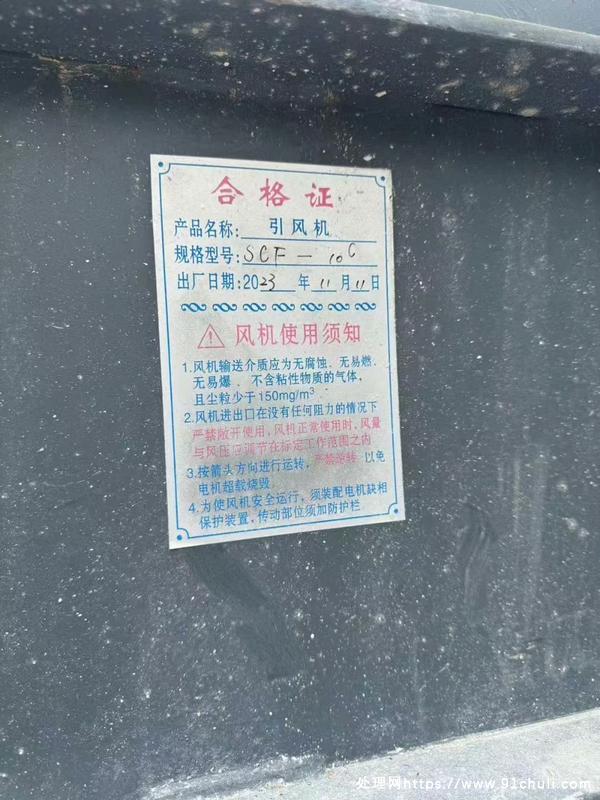 合格证
产品名称: 引风机
规格型号: SCF-10C
出厂日期: 2023年11月11日
风机使用须知
1.风机输送介质应为无腐蚀、无易燃、
无易爆、不含粘性物质的气体,
且尘粒少于150mg/m³
2.风机进出口在没有任何阻力的情况下
严禁敞开使用,风机正常使用时,风量
与风压应调节在标定工作范围之内
3.按箭头方向进行运转,严禁逆转,以免
电机超载烧毁
4.为使风机安全运行,须装配电机缺相
保护装置,传动部位须加防护栏
处理网https://www.91chuli.com